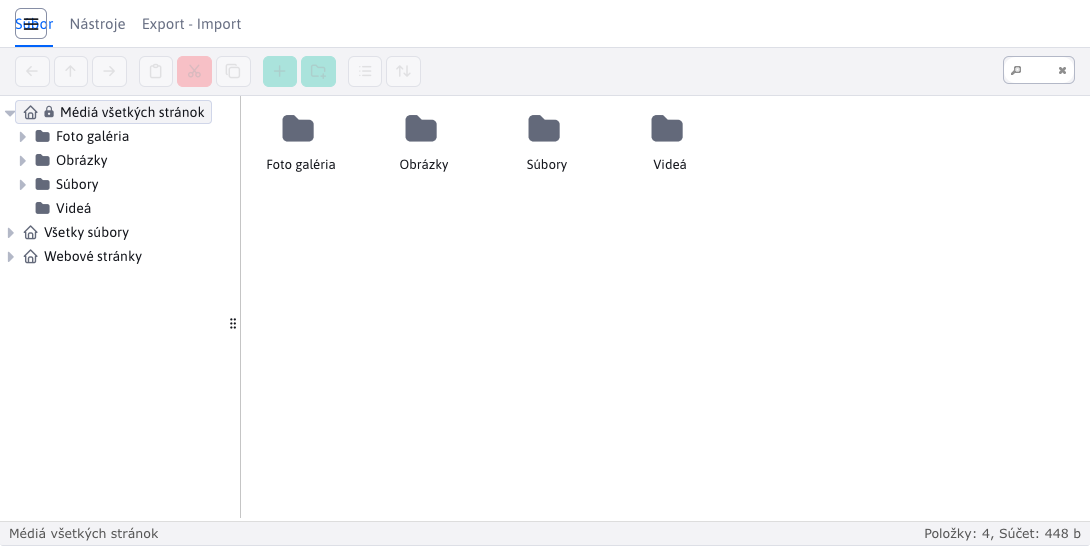 Súbor Nástroje Export - Import
Médiá všetkých stránok
Foto galéria
Obrázky
Súbory
Videá
Všetky súbory
Webové stránky
Foto galéria Obrázky Súbory Videá
Médiá všetkých stránok Položky: 4, Súčet: 448 b